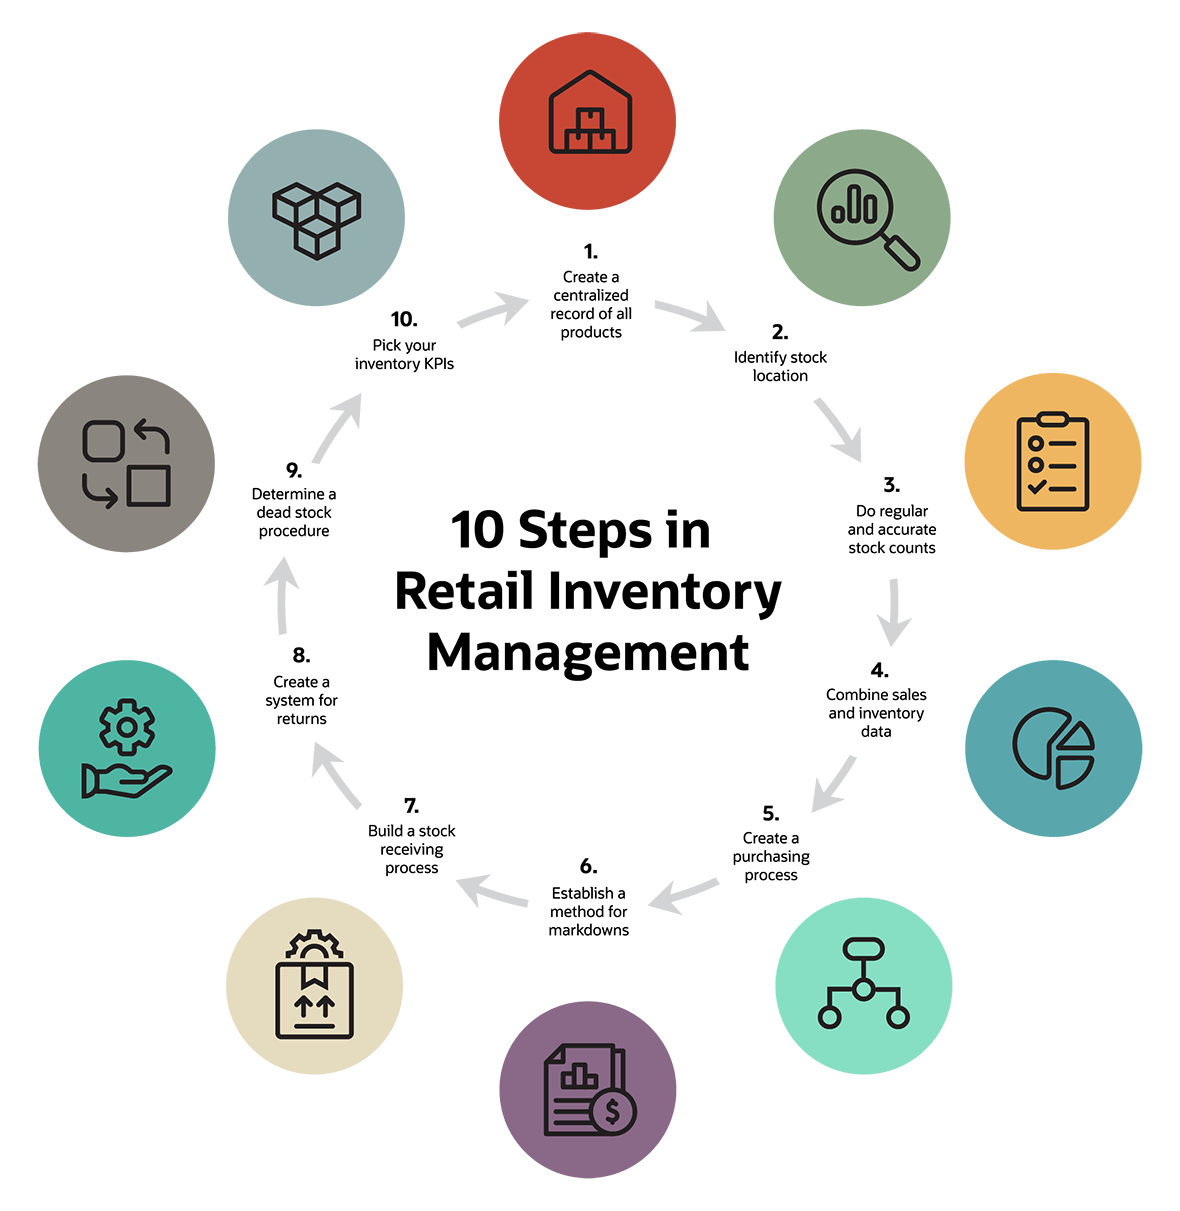 10 Steps in
Retail Inventory
Management
1.
Create a
centralized
record of all
products
2.
Identify stock
location
3.
Do regular
and accurate
stock counts
4.
Combine sales
and inventory
data
5.
Create a
purchasing
process
6.
Establish a
method for
markdowns
7.
Build a stock
receiving
process
8.
Create a
system for
returns
9.
Determine a
dead stock
procedure
10.
Pick your
inventory KPIs
$